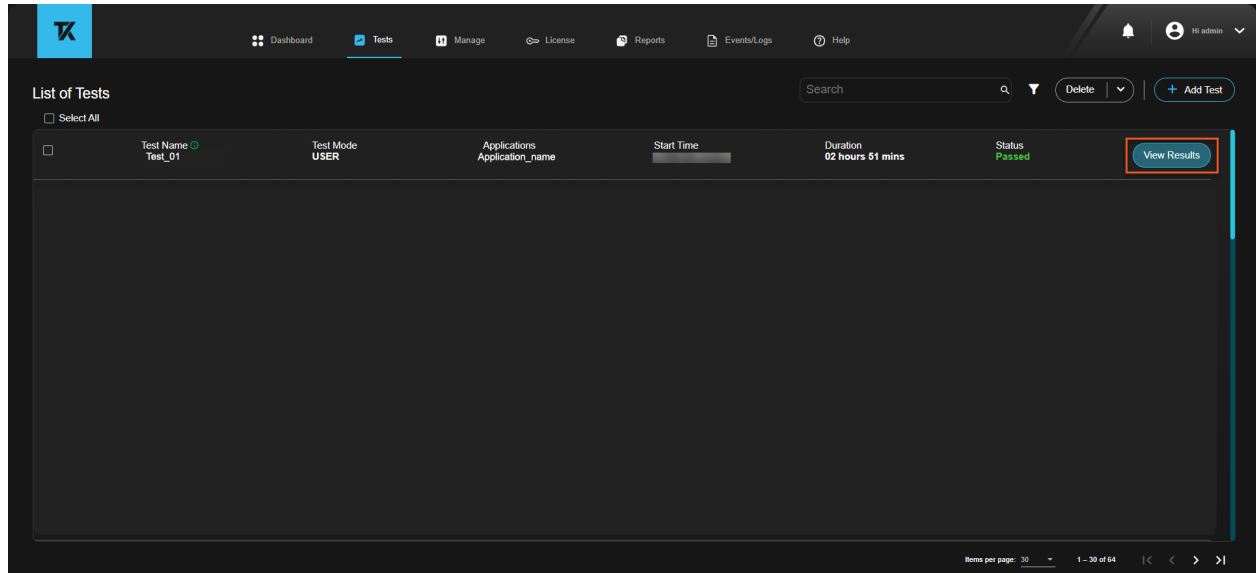 TK
Dashboard Tests Manage License Reports Events/Logs Help Hi admin
List of Tests Search Delete + Add Test
Select All
Test Name Test Mode Applications Start Time Duration Status
Test_01 USER Application_name 02 hours 51 mins Passed
View Results
Items per page: 30 1 – 30 of 64